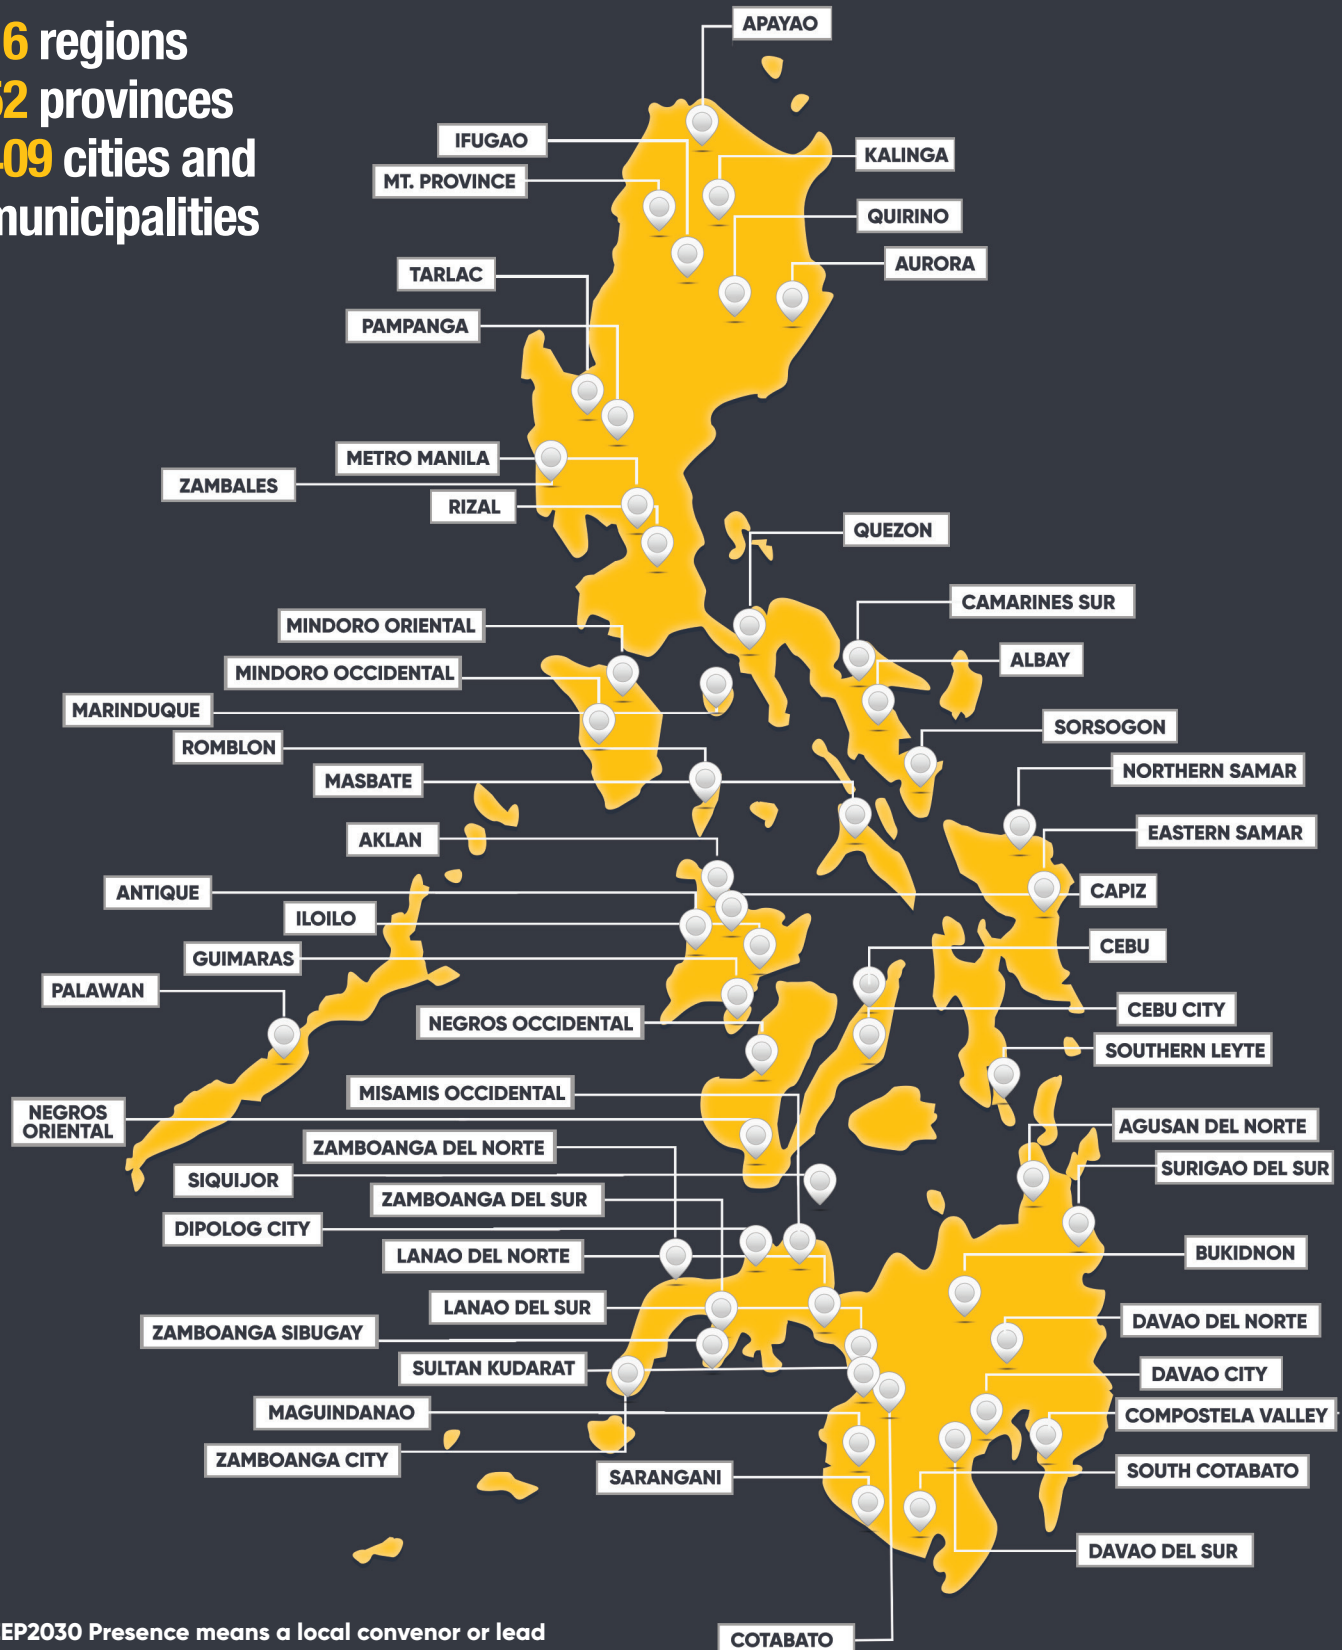 6 regions
52 provinces
409 cities and
municipalities
APAYAO
IFUGAO
KALINGA
MT. PROVINCE
QUIRINO
AURORA
TARLAC
PAMPANGA
METRO MANILA
ZAMBALES
RIZAL
QUEZON
CAMARINES SUR
MINDORO ORIENTAL
ALBAY
MINDORO OCCIDENTAL
MARINDUQUE
SORSOGON
ROMBLON
NORTHERN SAMAR
MASBATE
EASTERN SAMAR
AKLAN
ANTIQUE
CAPIZ
ILOILO
CEBU
GUIMARAS
PALAWAN
CEBU CITY
NEGROS OCCIDENTAL
SOUTHERN LEYTE
MISAMIS OCCIDENTAL
NEGROS
ORIENTAL
AGUSAN DEL NORTE
ZAMBOANGA DEL NORTE
SURIGAO DEL SUR
SIQUIJOR
ZAMBOANGA DEL SUR
DIPOLOG CITY
BUKIDNON
LANAO DEL NORTE
LANAO DEL SUR
DAVAO DEL NORTE
ZAMBOANGA SIBUGAY
SULTAN KUDARAT
DAVAO CITY
MAGUINDANAO
COMPOSTELA VALLEY
ZAMBOANGA CITY
SARANGANI
SOUTH COTABATO
DAVAO DEL SUR
EP2030 Presence means a local convenor or lead
COTABATO